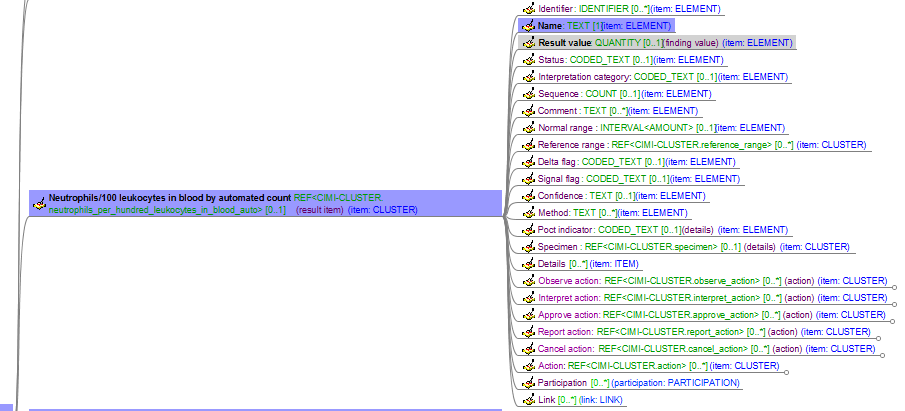 Identifier : IDENTIFIER [0..*] (item: ELEMENT)
Name: TEXT [1](item: ELEMENT)
Result value: QUANTITY [0..1](finding value) (item: ELEMENT)
Status : CODED_TEXT [0..1] (item: ELEMENT)
Interpretation category: CODED_TEXT [0..1](item: ELEMENT)
Sequence : COUNT [0..1] (item: ELEMENT)
Comment : TEXT [0..*](item: ELEMENT)
Normal range : INTERVAL<AMOUNT> [0..1](item: ELEMENT)
Reference range : REF<CIMI-CLUSTER.reference_range> [0..*] (item: CLUSTER)
Delta flag : CODED_TEXT [0..1](item: ELEMENT)
Signal flag : CODED_TEXT [0..1] (item: ELEMENT)
Neutrophils/100 leukocytes in blood by automated count REF<CIMI-CLUSTER.
neutrophils_per_hundred_leukocytes_in_blood_auto> [0..1] (result item) (item: CLUSTER)
Confidence : TEXT [0..1] (item: ELEMENT)
Method: TEXT [0..*] (item: ELEMENT)
Poct indicator : CODED_TEXT [0..1](details) (item: ELEMENT)
Specimen : REF<CIMI-CLUSTER.specimen> [0..1] (details) (item: CLUSTER)
Details [0..*] (item: ITEM)
Observe action : REF<CIMI-CLUSTER.observe_action> [0..*] (action) (item: CLUSTER)
Interpret action : REF<CIMI-CLUSTER.interpret_action> [0..*] (action) (item: CLUSTER)
Approve action : REF<CIMI-CLUSTER.approve_action> [0..*] (action) (item: CLUSTER)
Report action : REF<CIMI-CLUSTER.report_action> [0..*] (action) (item: CLUSTER)
Cancel action : REF<CIMI-CLUSTER.cancel_action> [0..*] (action) (item: CLUSTER)
Action : REF<CIMI-CLUSTER.action> [0..*](item: CLUSTER)
Participation [0..*] (participation: PARTICIPATION)
Link [0..*] (link: LINK)